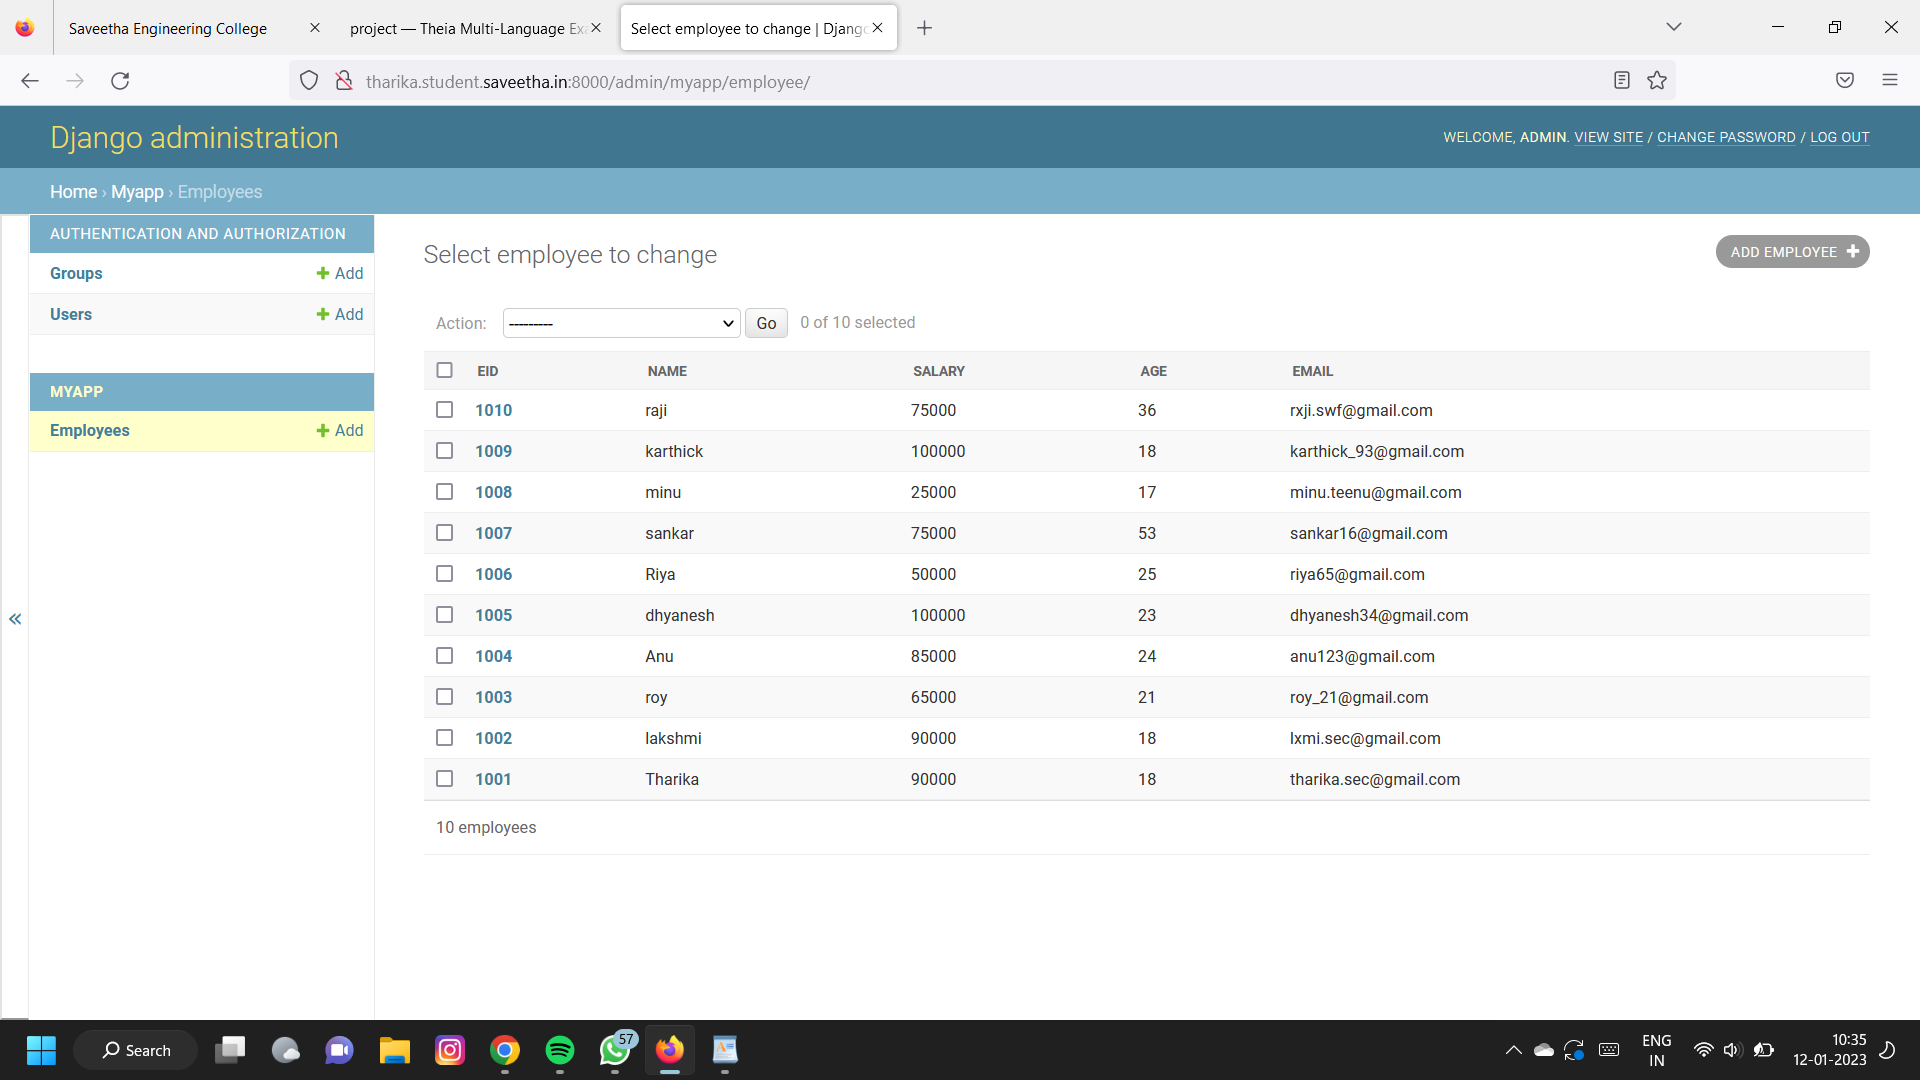 Saveetha Engineering College
project — Theia Multi-Language Exa
Select employee to change | Django
tharika.student.saveetha.in:8000/admin/myapp/employee/
Django administration
WELCOME, ADMIN. VIEW SITE / CHANGE PASSWORD / LOG OUT
Home › Myapp › Employees
AUTHENTICATION AND AUTHORIZATION
Groups Add
Users Add
MYAPP
Employees Add
Select employee to change
ADD EMPLOYEE
Action: --------- Go 0 of 10 selected
EID NAME SALARY AGE EMAIL
1010 raji 75000 36 rxji.swf@gmail.com
1009 karthick 100000 18 karthick_93@gmail.com
1008 minu 25000 17 minu.teenu@gmail.com
1007 sankar 75000 53 sankar16@gmail.com
1006 Riya 50000 25 riya65@gmail.com
1005 dhyanesh 100000 23 dhyanesh34@gmail.com
1004 Anu 85000 24 anu123@gmail.com
1003 roy 65000 21 roy_21@gmail.com
1002 lakshmi 90000 18 lxmi.sec@gmail.com
1001 Tharika 90000 18 tharika.sec@gmail.com
10 employees
Search
57
ENG
IN
10:35
12-01-2023